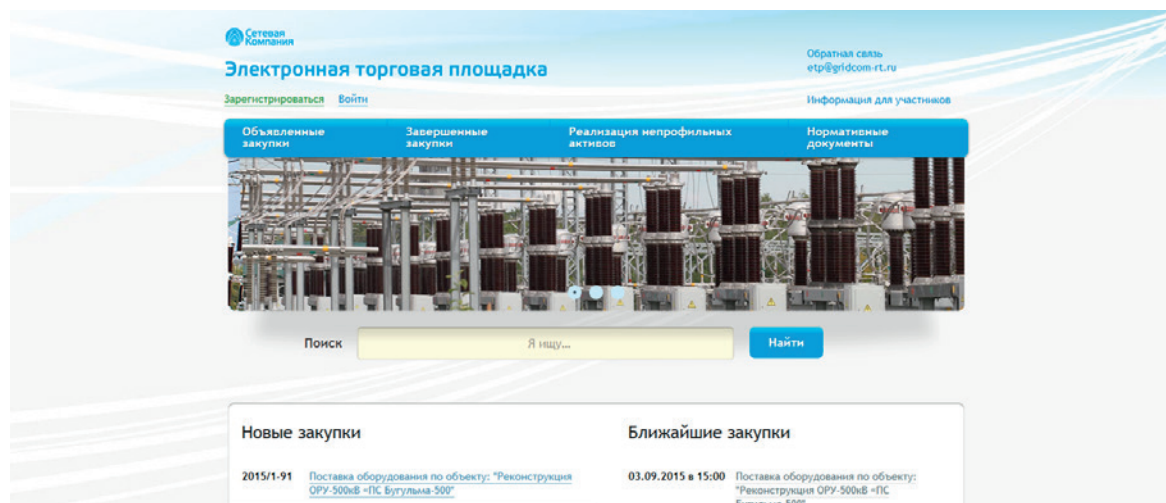 Сетевая
Компания
Электронная торговая площадка
Обратная связь
etp@gridcom-rt.ru
Зарегистрироваться Войти
Информация для участников
Объявленные
закупки
Завершенные
закупки
Реализация непрофильных
активов
Нормативные
документы
Поиск
Я ищу...
Найти
Новые закупки
2015/1-91 Поставка оборудования по объекту: "Реконструкция
ОРУ-500кВ «ПС Бугульма-500"
Ближайшие закупки
03.09.2015 в 15:00 Поставка оборудования по объекту:
"Реконструкция ОРУ-500кВ «ПС
Бугульма-500"